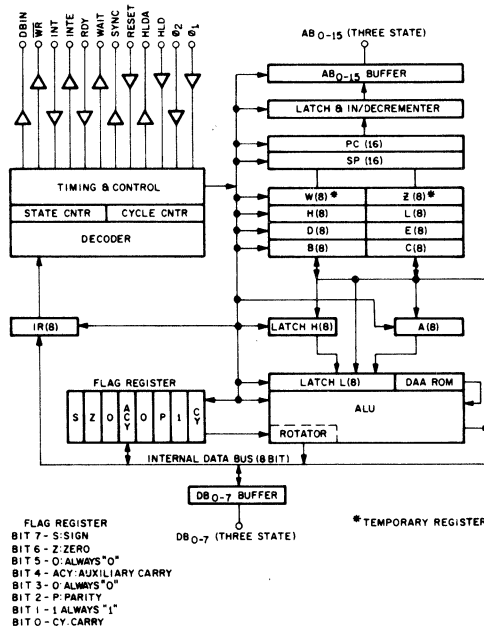 DBIN
WR
INT
INTE
RDY
WAIT
SYNC
RESET
HLDA
HLD
Ø2
Ø1
AB0-15 (THREE STATE)
AB0-15 BUFFER
LATCH & IN/DECREMENTER
PC (16)
SP (16)
TIMING & CONTROL
STATE CNTR
CYCLE CNTR
DECODER
W(8)*
Z(8)*
H(8)
L(8)
D(8)
E(8)
B(8)
C(8)
IR(8)
LATCH H(8)
A(8)
FLAG REGISTER
S
Z
O
ACY
O
P
1
CY
LATCH L(8)
DAA ROM
ALU
ROTATOR
INTERNAL DATA BUS (8 BIT)
DB0-7 BUFFER
DB0-7 (THREE STATE)
*TEMPORARY REGISTER
FLAG REGISTER
BIT 7 - S:SIGN
BIT 6 - Z:ZERO
BIT 5 - O:ALWAYS "O"
BIT 4 - ACY:AUXILIARY CARRY
BIT 3 - O:ALWAYS "O"
BIT 2 - P:PARITY
BIT 1 - 1 ALWAYS "1"
BIT O - CY:CARRY